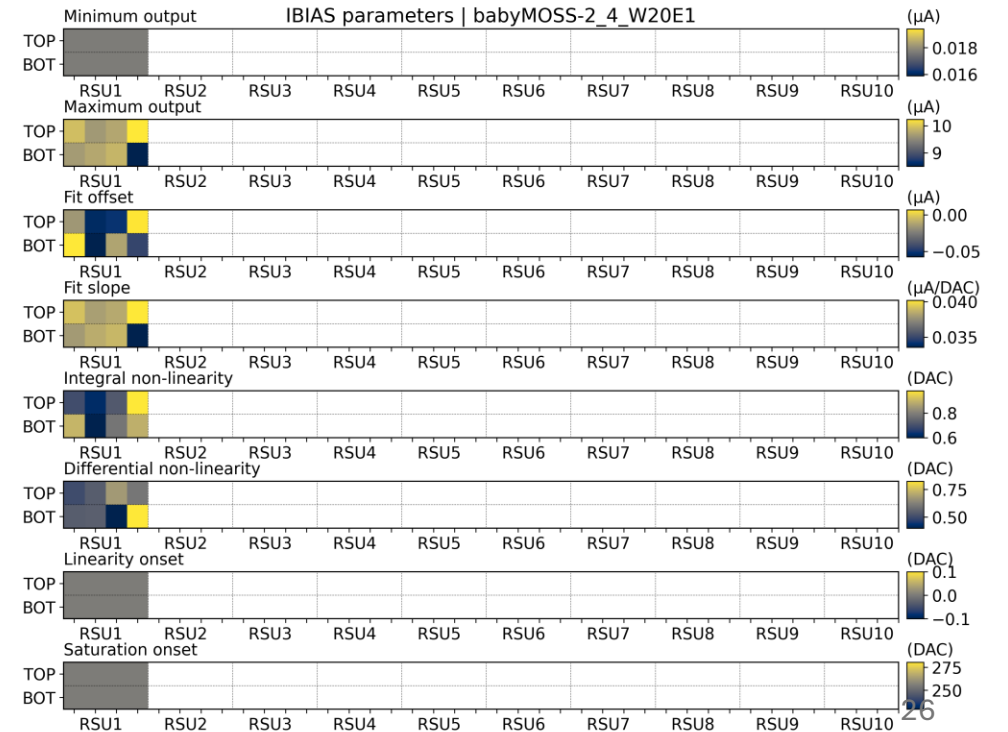 IBIAS parameters | babyMOSS-2_4_W20E1
Minimum output (μA)
TOP 0.018
BOT 0.016
RSU1 RSU2 RSU3 RSU4 RSU5 RSU6 RSU7 RSU8 RSU9 RSU10
Maximum output (μA)
TOP 10
BOT 9
RSU1 RSU2 RSU3 RSU4 RSU5 RSU6 RSU7 RSU8 RSU9 RSU10
Fit offset (μA)
TOP 0.00
BOT −0.05
RSU1 RSU2 RSU3 RSU4 RSU5 RSU6 RSU7 RSU8 RSU9 RSU10
Fit slope (μA/DAC)
TOP 0.040
BOT 0.035
RSU1 RSU2 RSU3 RSU4 RSU5 RSU6 RSU7 RSU8 RSU9 RSU10
Integral non-linearity (DAC)
TOP 0.8
BOT 0.6
RSU1 RSU2 RSU3 RSU4 RSU5 RSU6 RSU7 RSU8 RSU9 RSU10
Differential non-linearity (DAC)
TOP 0.75
BOT 0.50
RSU1 RSU2 RSU3 RSU4 RSU5 RSU6 RSU7 RSU8 RSU9 RSU10
Linearity onset (DAC)
0.1
TOP 0.0
BOT −0.1
RSU1 RSU2 RSU3 RSU4 RSU5 RSU6 RSU7 RSU8 RSU9 RSU10
Saturation onset (DAC)
TOP 275
BOT 250
RSU1 RSU2 RSU3 RSU4 RSU5 RSU6 RSU7 RSU8 RSU9 RSU10
26